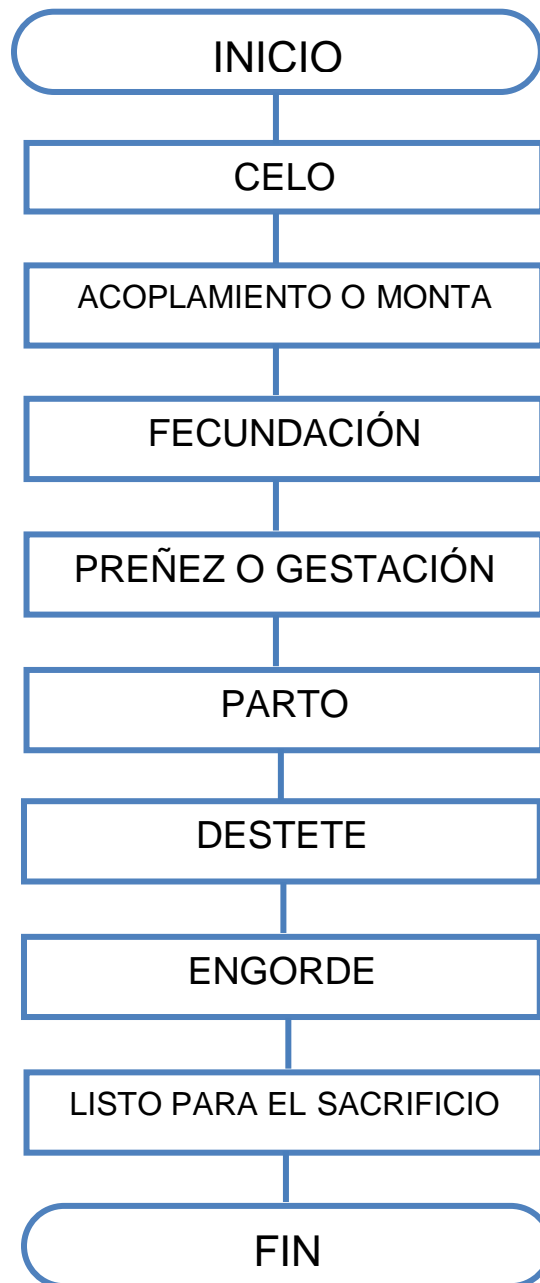 INICIO
CELO
ACOPLAMIENTO O MONTA
FECUNDACIÓN
PREÑEZ O GESTACIÓN
PARTO
DESTETE
ENGORDE
LISTO PARA EL SACRIFICIO
FIN